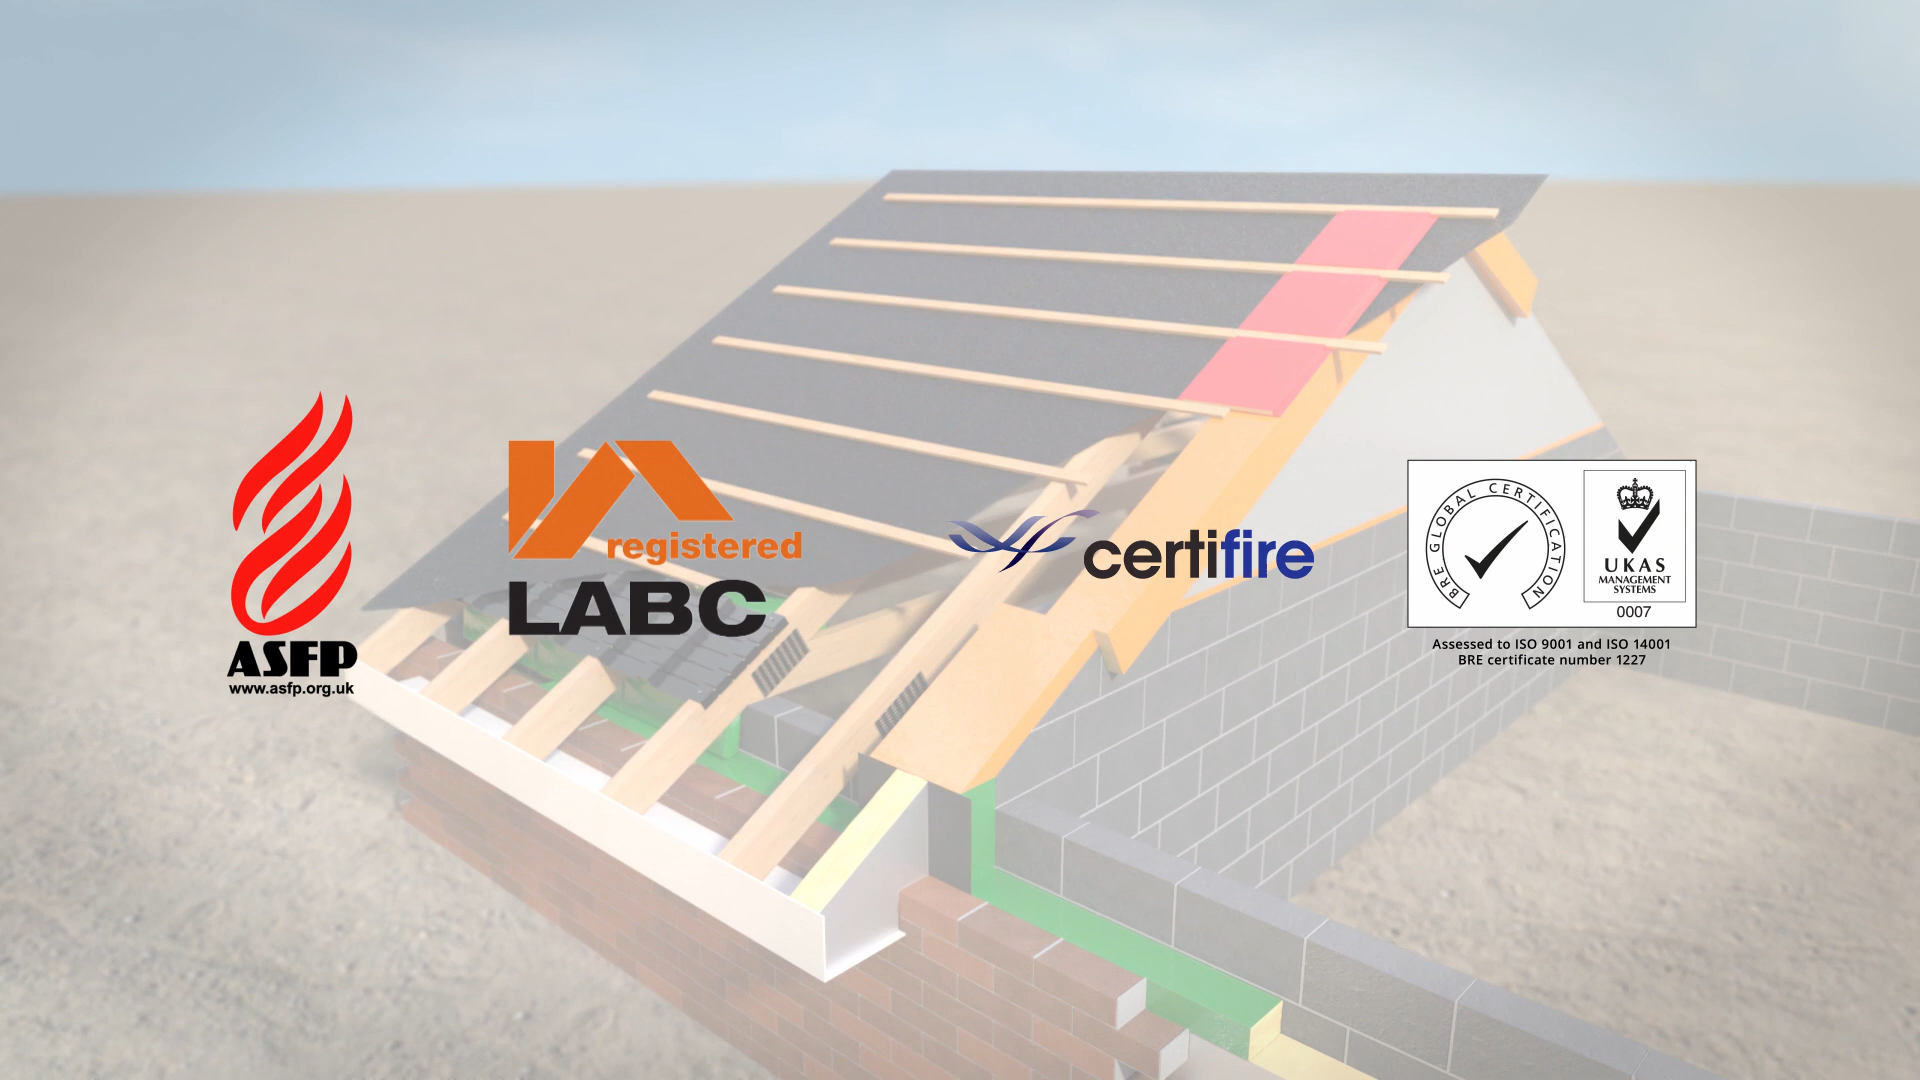 ASFP
www.asfp.org.uk
registered
LABC
certifire
BRE GLOBAL CERTIFICATION
UKAS
MANAGEMENT
SYSTEMS
0007
Assessed to ISO 9001 and ISO 14001
BRE certificate number 1227